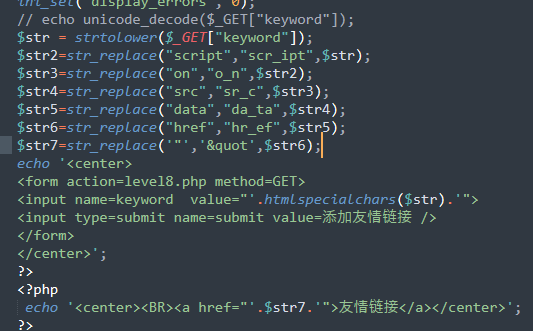 ini_set("display_errors", 0);
// echo unicode_decode($_GET["keyword"]);
$str = strtolower($_GET["keyword"]);
$str2=str_replace("script","scr_ipt",$str);
$str3=str_replace("on","o_n",$str2);
$str4=str_replace("src","sr_c",$str3);
$str5=str_replace("data","da_ta",$str4);
$str6=str_replace("href","hr_ef",$str5);
$str7=str_replace('"','&quot',$str6);
echo '<center>
<form action=level8.php method=GET>
<input name=keyword  value="'.htmlspecialchars($str).'">
<input type=submit name=submit value=添加友情链接 />
</form>
</center>';
?>
<?php
 echo '<center><BR><a href="'.$str7.'">友情链接</a></center>';
?>